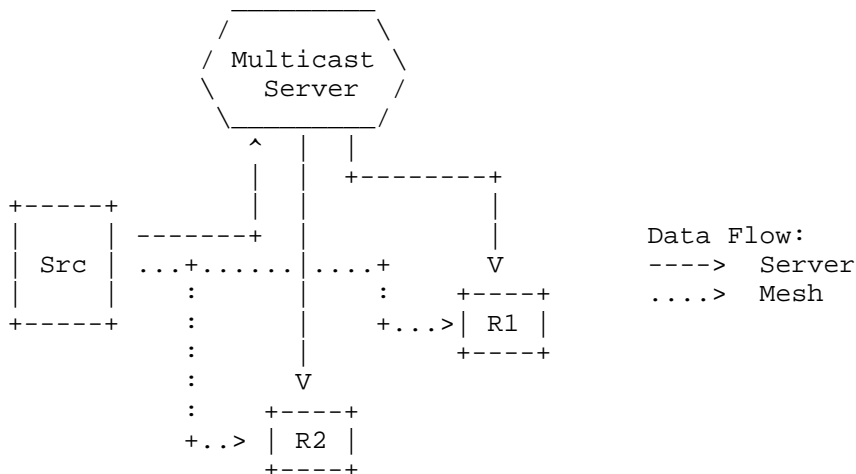 Multicast
Server
Src
Data Flow:
----> Server
....> Mesh
R1
R2